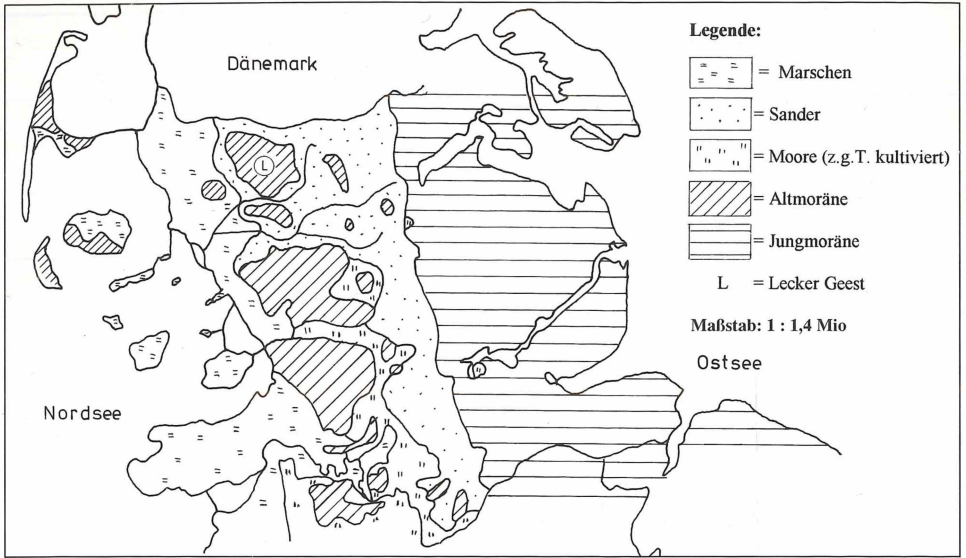 Dänemark
L
Nordsee
Ostsee
Legende:
= Marschen
= Sander
= Moore (z.g.T. kultiviert)
= Altmoräne
= Jungmoräne
L = Lecker Geest
Maßstab: 1 : 1,4 Mio